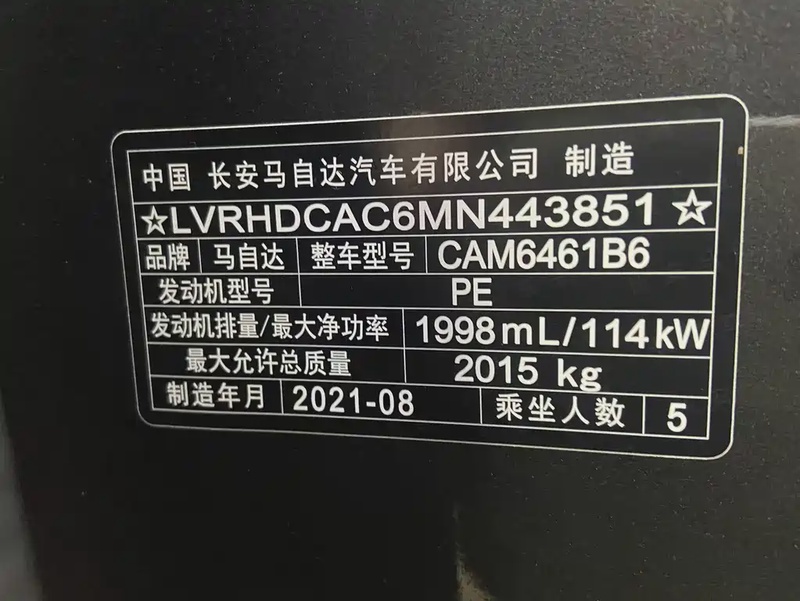 中国 长安马自达汽车有限公司 制造
☆LVRHDCAC6MN443851☆
品牌 马自达 整车型号 CAM6461B6
发动机型号 PE
发动机排量/最大净功率 1998mL/114kW
最大允许总质量 2015 kg
制造年月 2021-08 乘坐人数 5